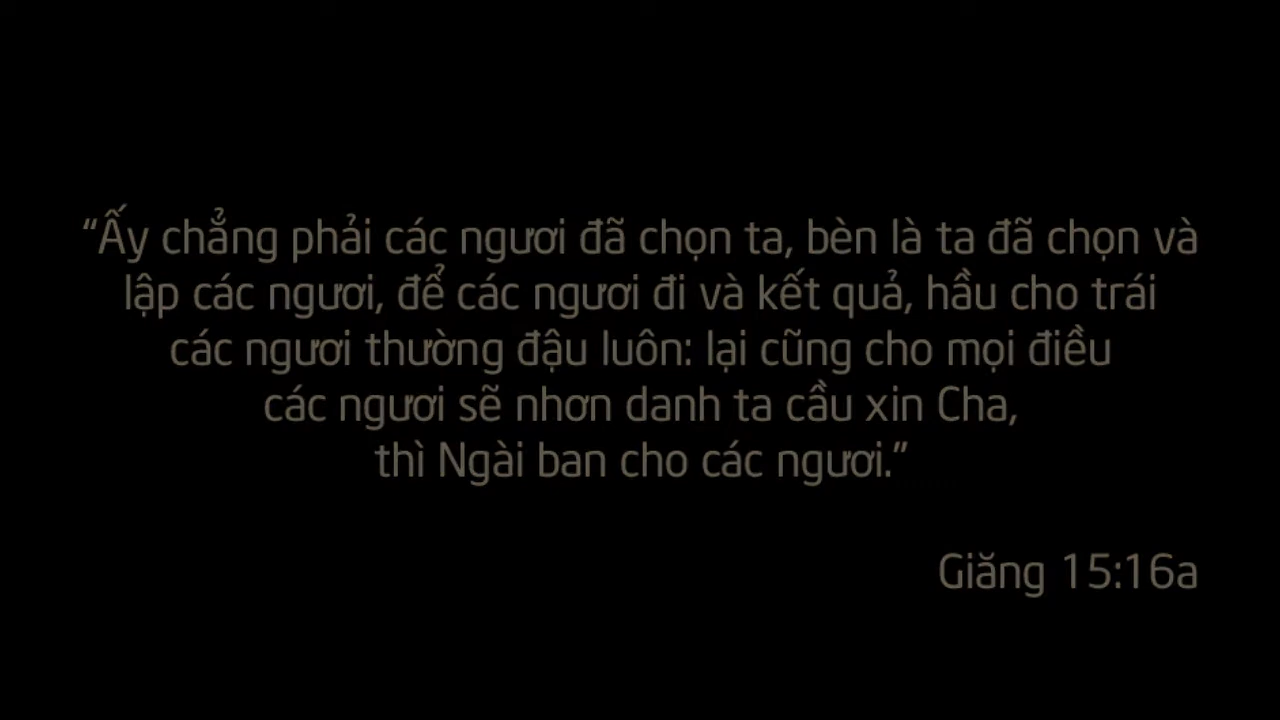 “Ấy chẳng phải các ngươi đã chọn ta, bèn là ta đã chọn và
lập các ngươi, để các ngươi đi và kết quả, hầu cho trái
các ngươi thường đậu luôn: lại cũng cho mọi điều
các ngươi sẽ nhơn danh ta cầu xin Cha,
thì Ngài ban cho các ngươi.”
Giăng 15:16a